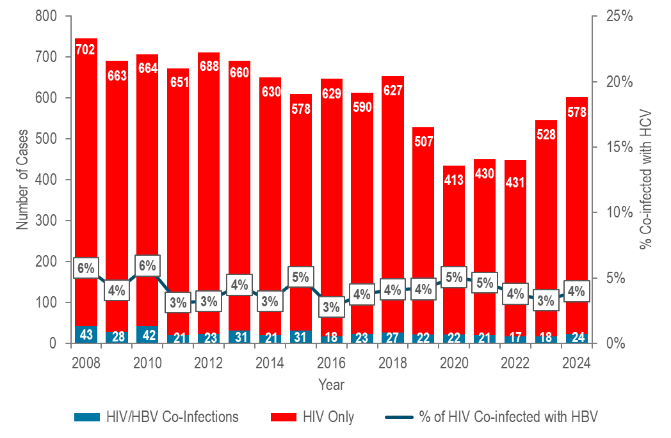 800
700
600
500
400
300
200
100
0
Number of Cases
25%
20%
15%
10%
5%
0%
% Co-infected with HCV
702 663 664 651 688 660 630 578 629 590 627 507 413 430 431 528 578
6% 4% 6% 3% 3% 4% 3% 5% 3% 4% 4% 4% 5% 5% 4% 3% 4%
43 28 42 21 23 31 21 31 18 23 27 22 22 21 17 18 24
2008 2010 2012 2014 2016 2018 2020 2022 2024
Year
HIV/HBV Co-Infections HIV Only % of HIV Co-infected with HBV